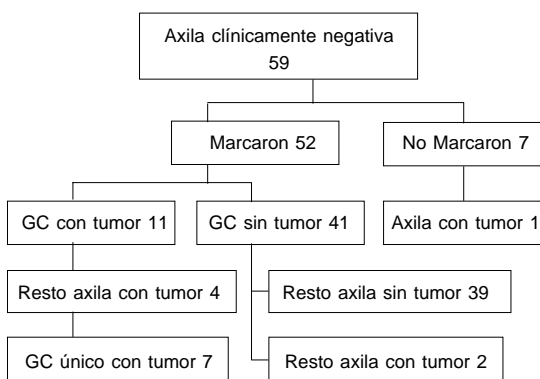 Axila clínicamente negativa
59
Marcaron 52
No Marcaron 7
GC con tumor 11
GC sin tumor 41
Axila con tumor 1
Resto axila con tumor 4
Resto axila sin tumor 39
GC único con tumor 7
Resto axila con tumor 2